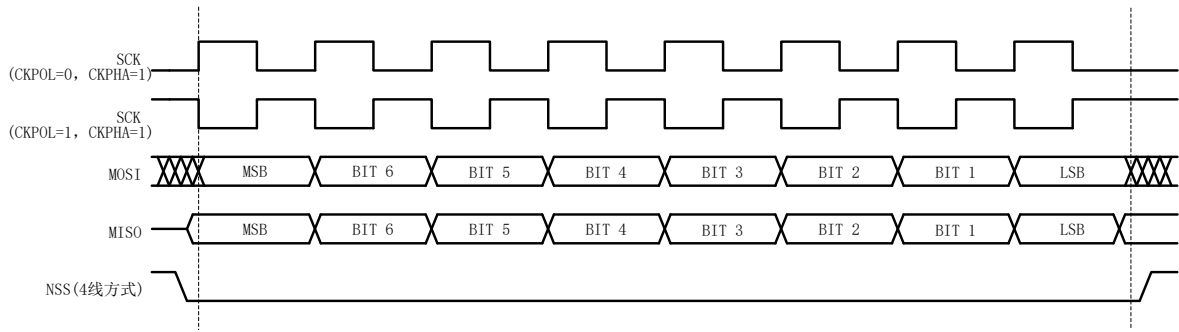 SCK
(CKPOL=0, CKPHA=1)
SCK
(CKPOL=1, CKPHA=1)
MOSI MSB BIT 6 BIT 5 BIT 4 BIT 3 BIT 2 BIT 1 LSB
MISO MSB BIT 6 BIT 5 BIT 4 BIT 3 BIT 2 BIT 1 LSB
NSS(4线方式)